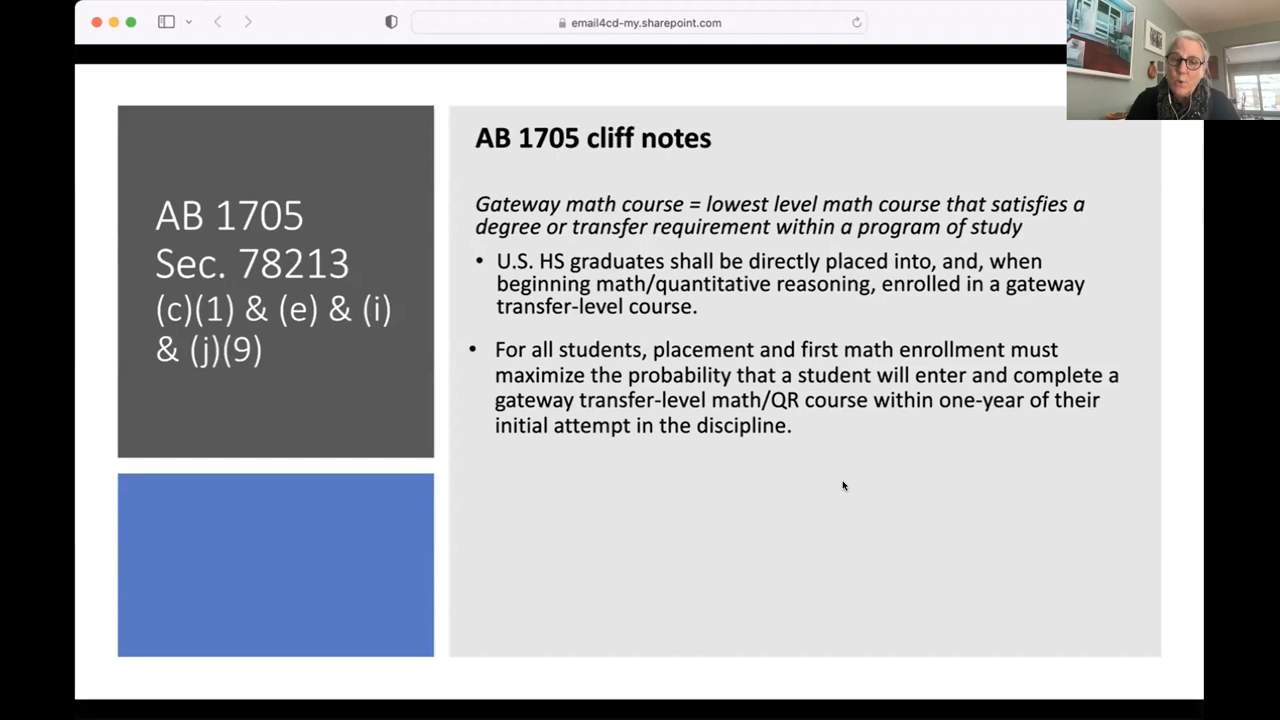 email4cd-my.sharepoint.com
AB 1705
Sec. 78213
(c)(1) & (e) & (i)
& (j)(9)
AB 1705 cliff notes
Gateway math course = lowest level math course that satisfies a
degree or transfer requirement within a program of study
• U.S. HS graduates shall be directly placed into, and, when
beginning math/quantitative reasoning, enrolled in a gateway
transfer-level course.
• For all students, placement and first math enrollment must
maximize the probability that a student will enter and complete a
gateway transfer-level math/QR course within one-year of their
initial attempt in the discipline.